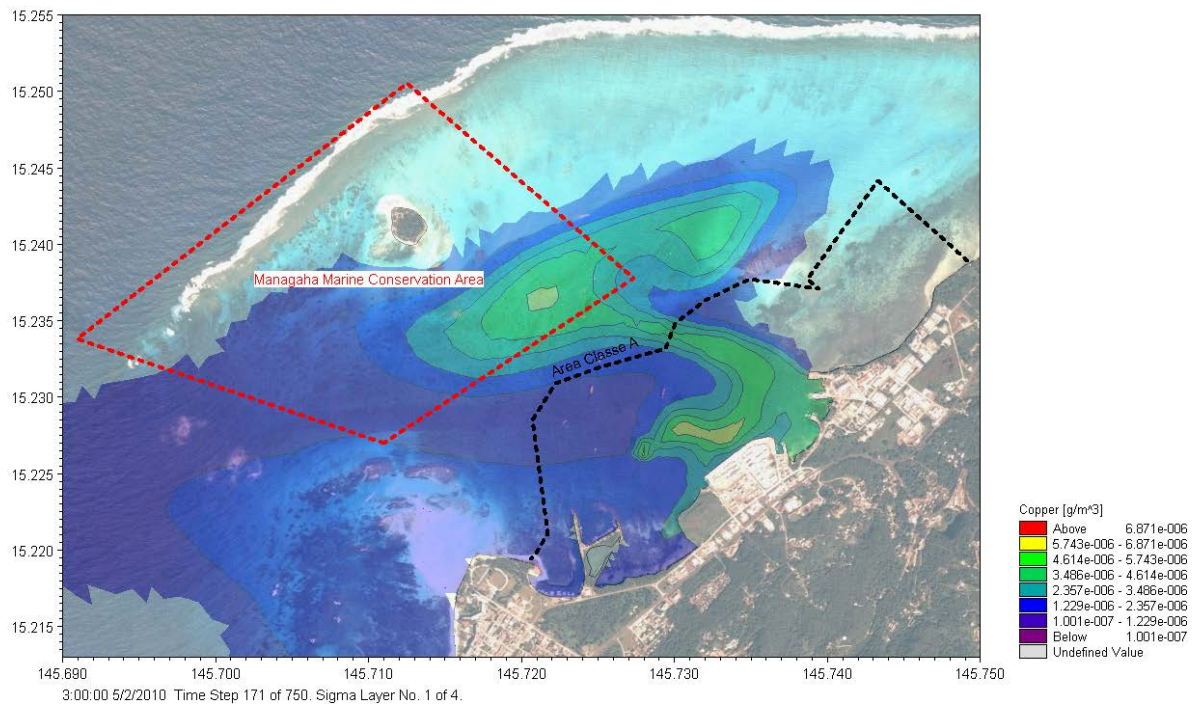 15.255
15.250
15.245
15.240
15.235
15.230
15.225
15.220
15.215
Managaha Marine Conservation Area
Area Classe A
145.690 145.700 145.710 145.720 145.730 145.740 145.750
3:00:00 5/2/2010 Time Step 171 of 750. Sigma Layer No. 1 of 4.
Copper [g/m^3]
Above 6.871e-006
5.743e-006 - 6.871e-006
4.614e-006 - 5.743e-006
3.486e-006 - 4.614e-006
2.357e-006 - 3.486e-006
1.229e-006 - 2.357e-006
1.001e-007 - 1.229e-006
Below 1.001e-007
Undefined Value